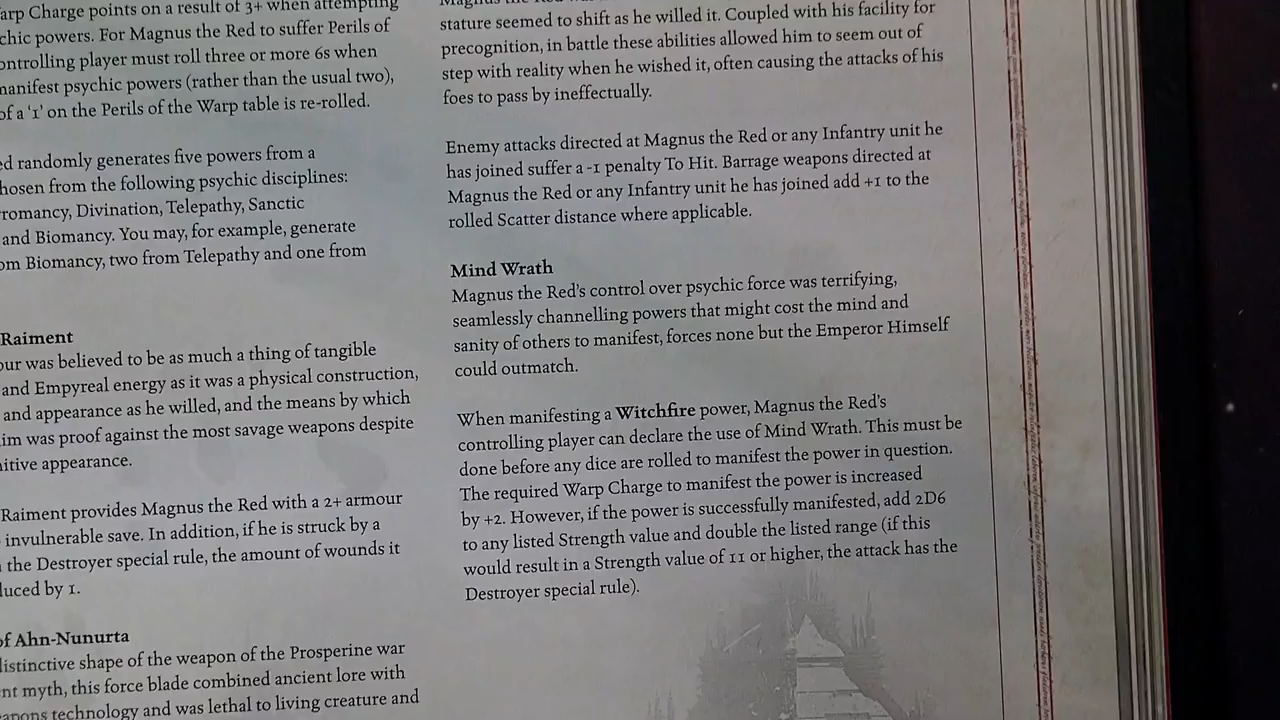 arp Charge points on a result of 3+ when attempting
chic powers. For Magnus the Red to suffer Perils of
ontrolling player must roll three or more 6s when
manifest psychic powers (rather than the usual two),
of a '1' on the Perils of the Warp table is re-rolled.
ed randomly generates five powers from a
hosen from the following psychic disciplines:
romancy, Divination, Telepathy, Sanctic
and Biomancy. You may, for example, generate
om Biomancy, two from Telepathy and one from
Raiment
our was believed to be as much a thing of tangible
and Empyreal energy as it was a physical construction,
and appearance as he willed, and the means by which
im was proof against the most savage weapons despite
nitive appearance.
Raiment provides Magnus the Red with a 2+ armour
invulnerable save. In addition, if he is struck by a
the Destroyer special rule, the amount of wounds it
duced by 1.
of Ahn-Nunurta
distinctive shape of the weapon of the Prosperine war
nt myth, this force blade combined ancient lore with
eapons technology and was lethal to living creature and
stature seemed to shift as he willed it. Coupled with his facility for
precognition, in battle these abilities allowed him to seem out of
step with reality when he wished it, often causing the attacks of his
foes to pass by ineffectually.
Enemy attacks directed at Magnus the Red or any Infantry unit he
has joined suffer a -1 penalty To Hit. Barrage weapons directed at
Magnus the Red or any Infantry unit he has joined add +1 to the
rolled Scatter distance where applicable.
Mind Wrath
Magnus the Red's control over psychic force was terrifying,
seamlessly channelling powers that might cost the mind and
sanity of others to manifest, forces none but the Emperor Himself
could outmatch.
When manifesting a Witchfire power, Magnus the Red's
controlling player can declare the use of Mind Wrath. This must be
done before any dice are rolled to manifest the power in question.
The required Warp Charge to manifest the power is increased
by +2. However, if the power is successfully manifested, add 2D6
to any listed Strength value and double the listed range (if this
would result in a Strength value of 11 or higher, the attack has the
Destroyer special rule).